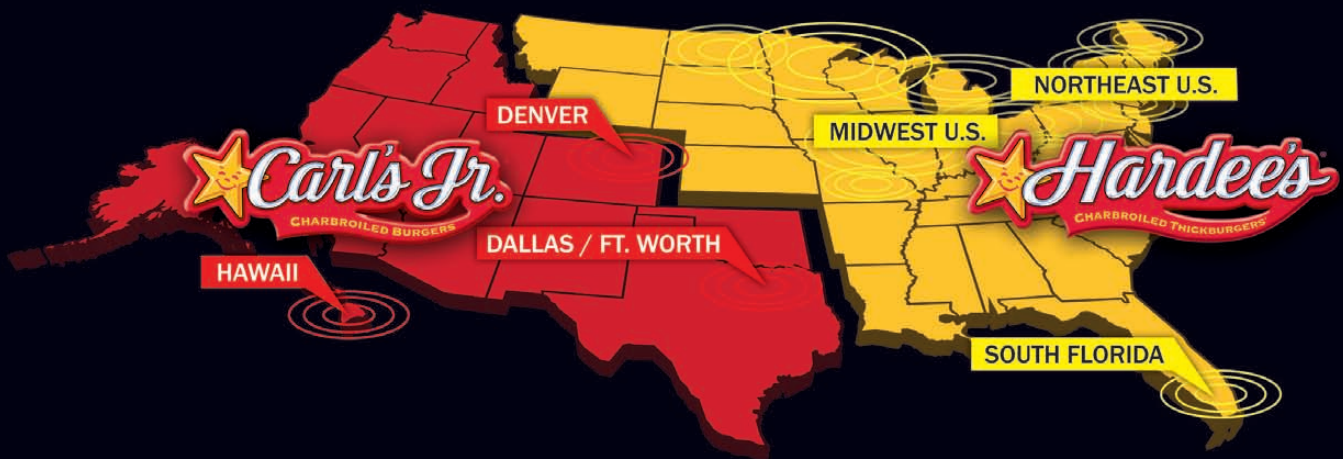 NORTHEAST U.S.
DENVER
MIDWEST U.S.
Carl's Jr.
CHARBROILED BURGERS
Hardee's
CHARBROILED THICKBURGERS
DALLAS / FT. WORTH
HAWAII
SOUTH FLORIDA